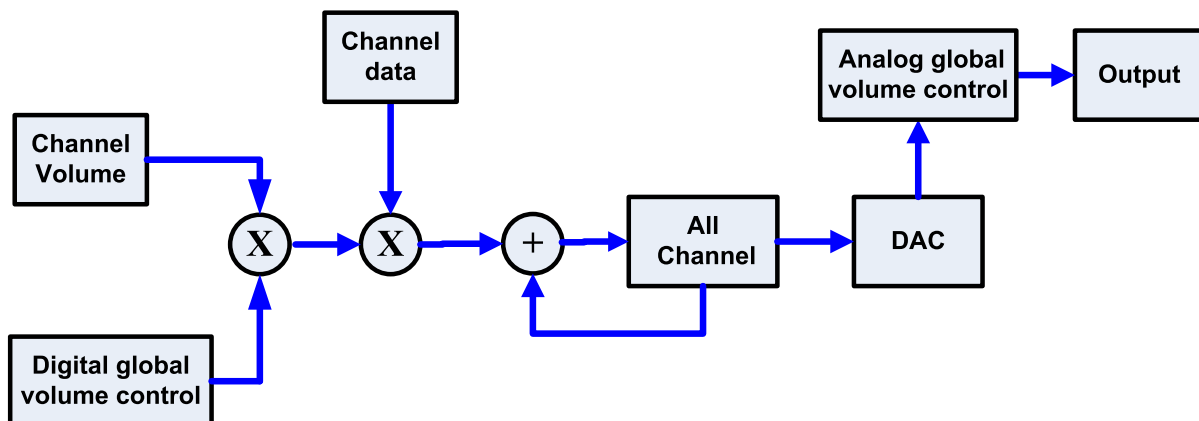 Channel
data
Analog global
volume control
Output
Channel
Volume
X
X
+
All
Channel
DAC
Digital global
volume control